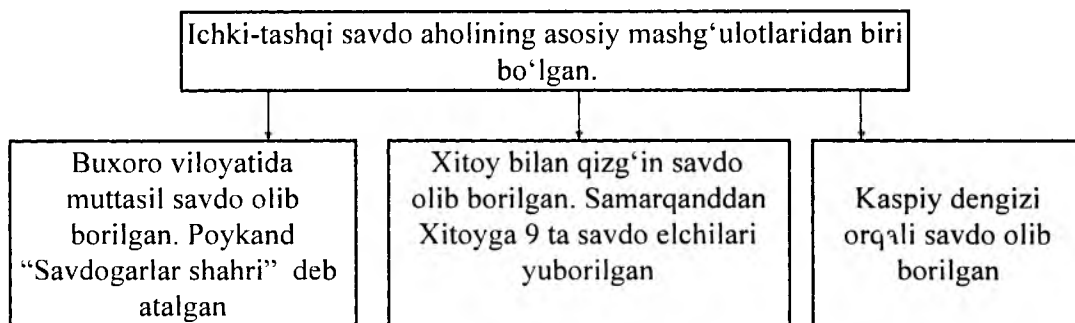 Ichki-tashqi savdo aholining asosiy mashg‘ulotlaridan biri
bo‘lgan.
Buxoro viloyatida
muttasil savdo olib
borilgan. Poykand
“Savdogarlar shahri” deb
atalgan
Xitoy bilan qizg‘in savdo
olib borilgan. Samarqanddan
Xitoyga 9 ta savdo elchilari
yuborilgan
Kaspiy dengizi
orqali savdo olib
borilgan